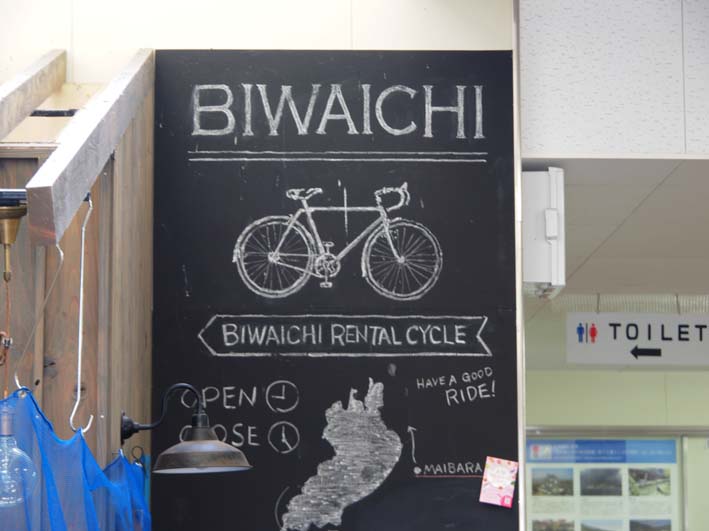 BIWAICHI
BIWAICHI RENTAL CYCLE
OPEN
CLOSE
HAVE A GOOD
RIDE!
MAIBARA
TOILET